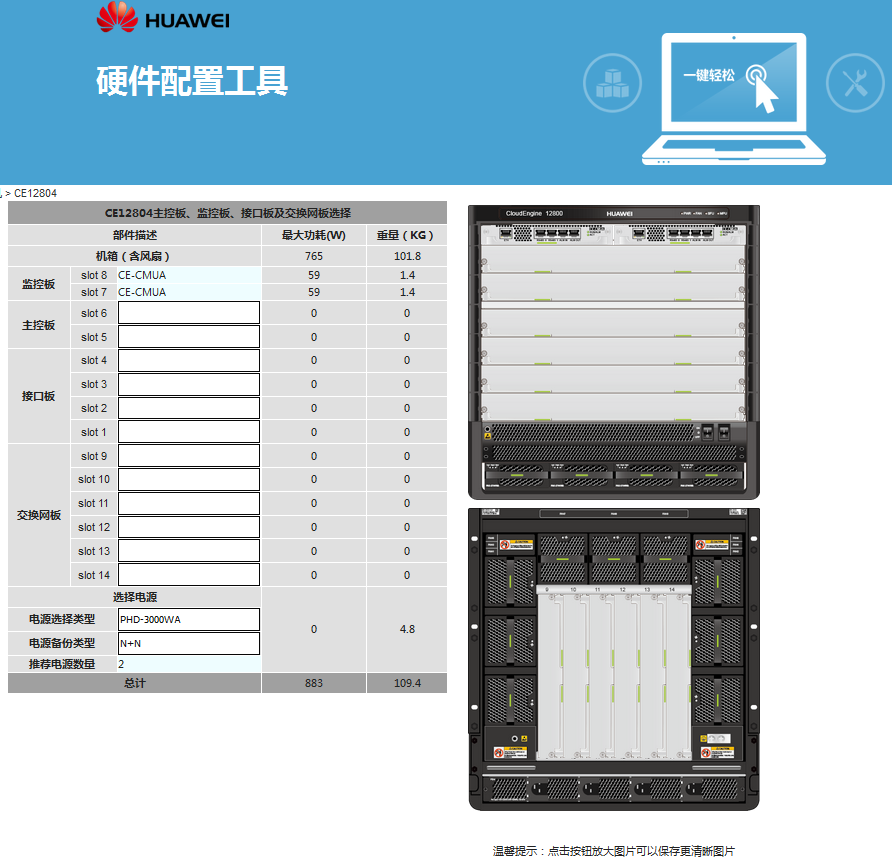 HUAWEI
硬件配置工具
一键轻松
> CE12804
CE12804主控板、监控板、接口板及交换网板选择
部件描述 最大功耗(W) 重量（KG）
机箱（含风扇） 765 101.8
监控板
slot 8 CE-CMUA 59 1.4
slot 7 CE-CMUA 59 1.4
主控板
slot 6 0 0
slot 5 0 0
接口板
slot 4 0 0
slot 3 0 0
slot 2 0 0
slot 1 0 0
交换网板
slot 9 0 0
slot 10 0 0
slot 11 0 0
slot 12 0 0
slot 13 0 0
slot 14 0 0
选择电源
电源选择类型 PHD-3000WA
电源备份类型 N+N
推荐电源数量 2
0 4.8
总计 883 109.4
CloudEngine 12800 HUAWEI
9 10 11 12 13 14
温馨提示：点击按钮放大图片可以保存更清晰图片